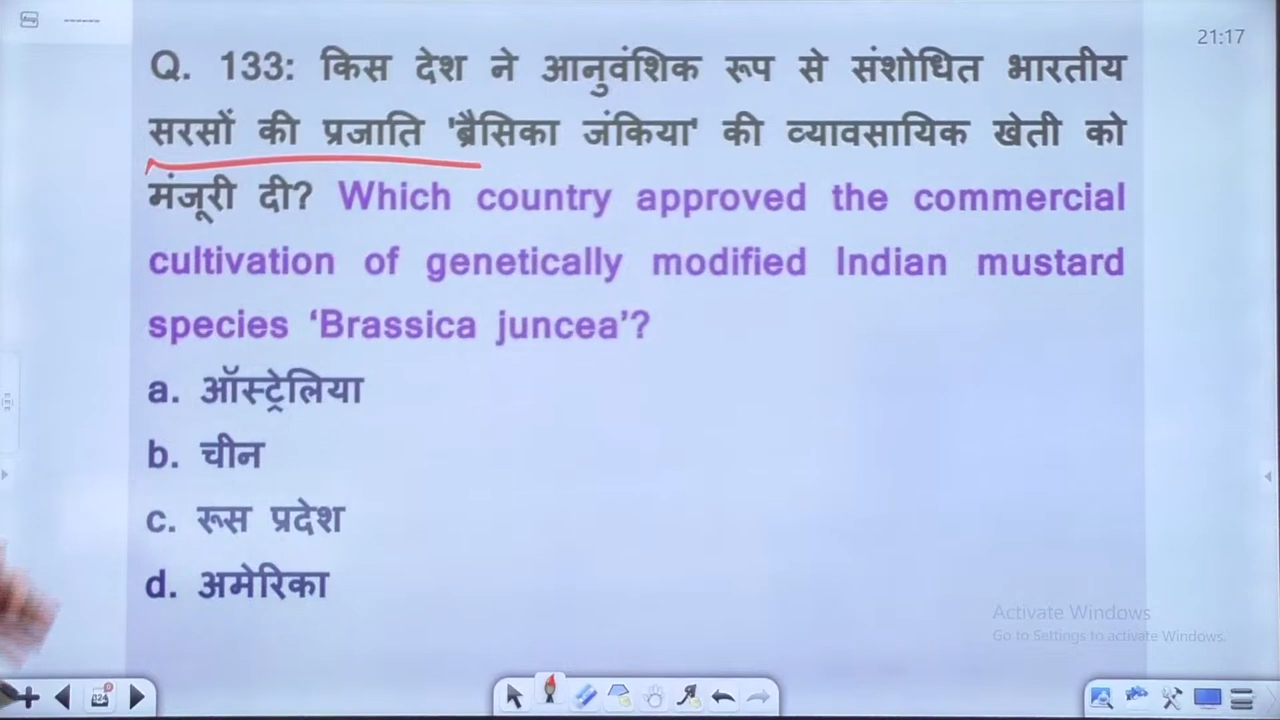 21:17
Q. 133: किस देश ने आनुवंशिक रूप से संशोधित भारतीय
सरसों की प्रजाति 'ब्रैसिका जंकिया' की व्यावसायिक खेती को
मंजूरी दी? Which country approved the commercial
cultivation of genetically modified Indian mustard
species ‘Brassica juncea’?
a. ऑस्ट्रेलिया
b. चीन
c. रूस प्रदेश
d. अमेरिका
Activate Windows
Go to Settings to activate Windows.